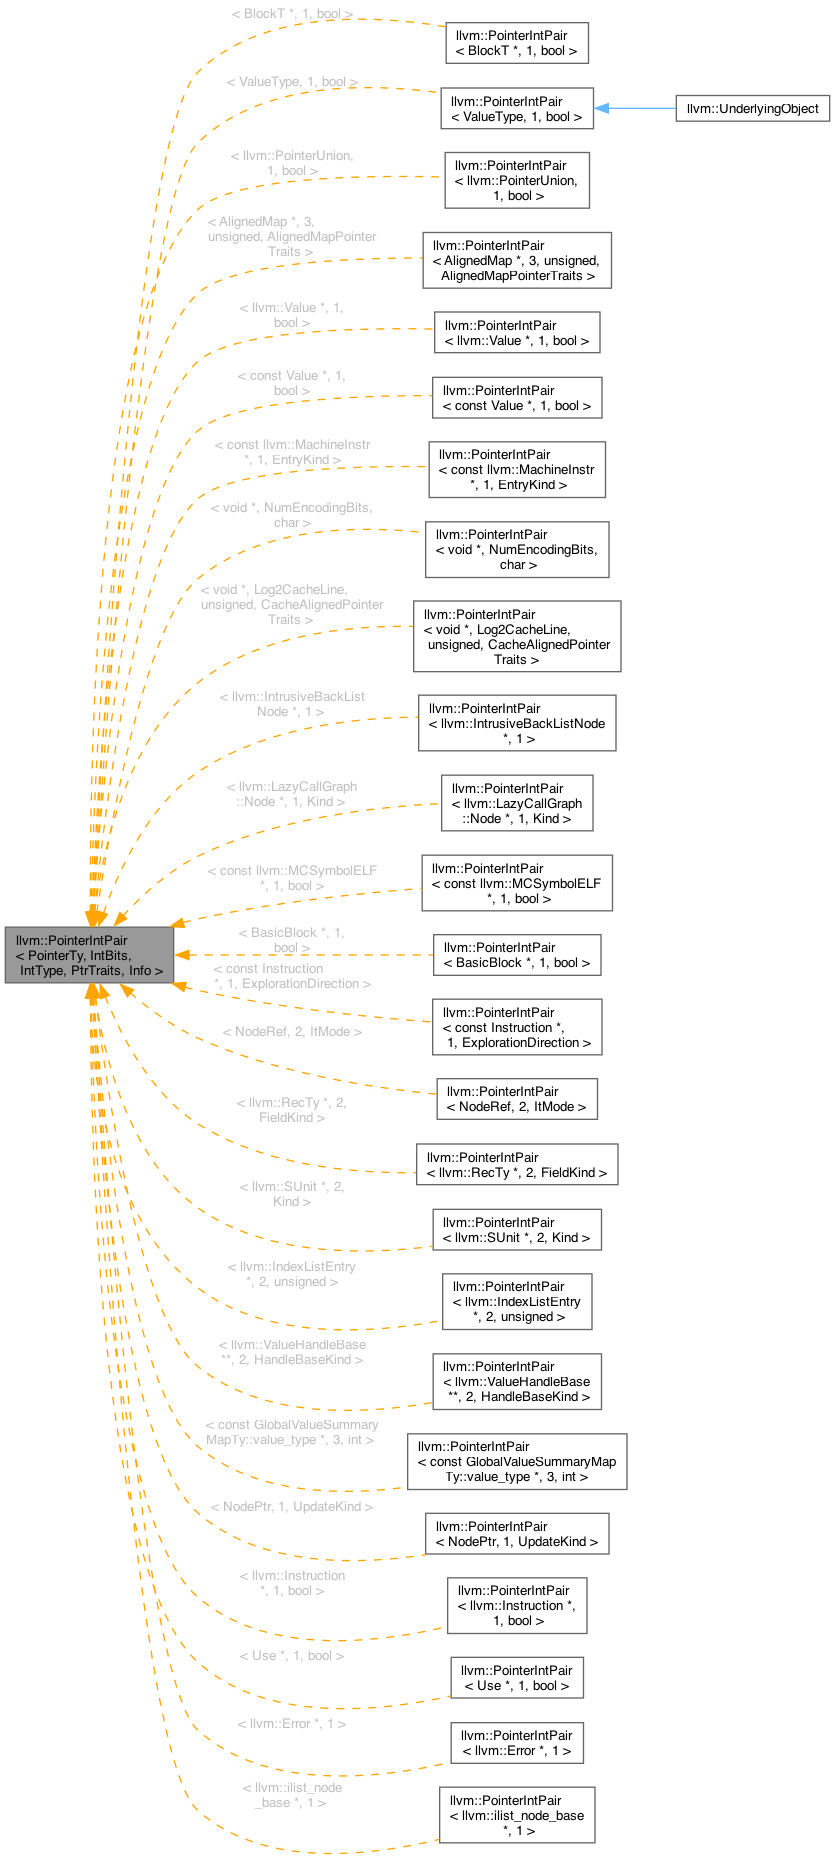 < BlockT *, 1, bool >
llvm::PointerIntPair
< BlockT *, 1, bool >
< ValueType, 1, bool >
llvm::PointerIntPair
< ValueType, 1, bool >
llvm::UnderlyingObject
< llvm::PointerUnion,
1, bool >
llvm::PointerIntPair
< llvm::PointerUnion,
1, bool >
< AlignedMap *, 3,
unsigned, AlignedMapPointer
Traits >
llvm::PointerIntPair
< AlignedMap *, 3, unsigned,
AlignedMapPointerTraits >
< llvm::Value *, 1,
bool >
llvm::PointerIntPair
< llvm::Value *, 1, bool >
< const Value *, 1,
bool >
llvm::PointerIntPair
< const Value *, 1, bool >
< const llvm::MachineInstr
*, 1, EntryKind >
llvm::PointerIntPair
< const llvm::MachineInstr
*, 1, EntryKind >
< void *, NumEncodingBits,
char >
llvm::PointerIntPair
< void *, NumEncodingBits,
char >
< void *, Log2CacheLine,
unsigned, CacheAlignedPointer
Traits >
llvm::PointerIntPair
< void *, Log2CacheLine,
unsigned, CacheAlignedPointer
Traits >
< llvm::IntrusiveBackList
Node *, 1 >
llvm::PointerIntPair
< llvm::IntrusiveBackListNode
*, 1 >
< llvm::LazyCallGraph
::Node *, 1, Kind >
llvm::PointerIntPair
< llvm::LazyCallGraph
::Node *, 1, Kind >
< const llvm::MCSymbolELF
*, 1, bool >
llvm::PointerIntPair
< const llvm::MCSymbolELF
*, 1, bool >
llvm::PointerIntPair
< PointerTy, IntBits,
IntType, PtrTraits, Info >
< BasicBlock *, 1,
bool >
llvm::PointerIntPair
< BasicBlock *, 1, bool >
< const Instruction
*, 1, ExplorationDirection >
llvm::PointerIntPair
< const Instruction *,
1, ExplorationDirection >
< NodeRef, 2, ItMode >
llvm::PointerIntPair
< NodeRef, 2, ItMode >
< llvm::RecTy *, 2,
FieldKind >
llvm::PointerIntPair
< llvm::RecTy *, 2, FieldKind >
< llvm::SUnit *, 2,
Kind >
llvm::PointerIntPair
< llvm::SUnit *, 2, Kind >
< llvm::IndexListEntry
*, 2, unsigned >
llvm::PointerIntPair
< llvm::IndexListEntry
*, 2, unsigned >
< llvm::ValueHandleBase
**, 2, HandleBaseKind >
llvm::PointerIntPair
< llvm::ValueHandleBase
**, 2, HandleBaseKind >
< const GlobalValueSummary
MapTy::value_type *, 3, int >
llvm::PointerIntPair
< const GlobalValueSummaryMap
Ty::value_type *, 3, int >
< NodePtr, 1, UpdateKind >
llvm::PointerIntPair
< NodePtr, 1, UpdateKind >
< llvm::Instruction
*, 1, bool >
llvm::PointerIntPair
< llvm::Instruction *,
1, bool >
< Use *, 1, bool >
llvm::PointerIntPair
< Use *, 1, bool >
< llvm::Error *, 1 >
llvm::PointerIntPair
< llvm::Error *, 1 >
< llvm::ilist_node
_base *, 1 >
llvm::PointerIntPair
< llvm::ilist_node_base
*, 1 >